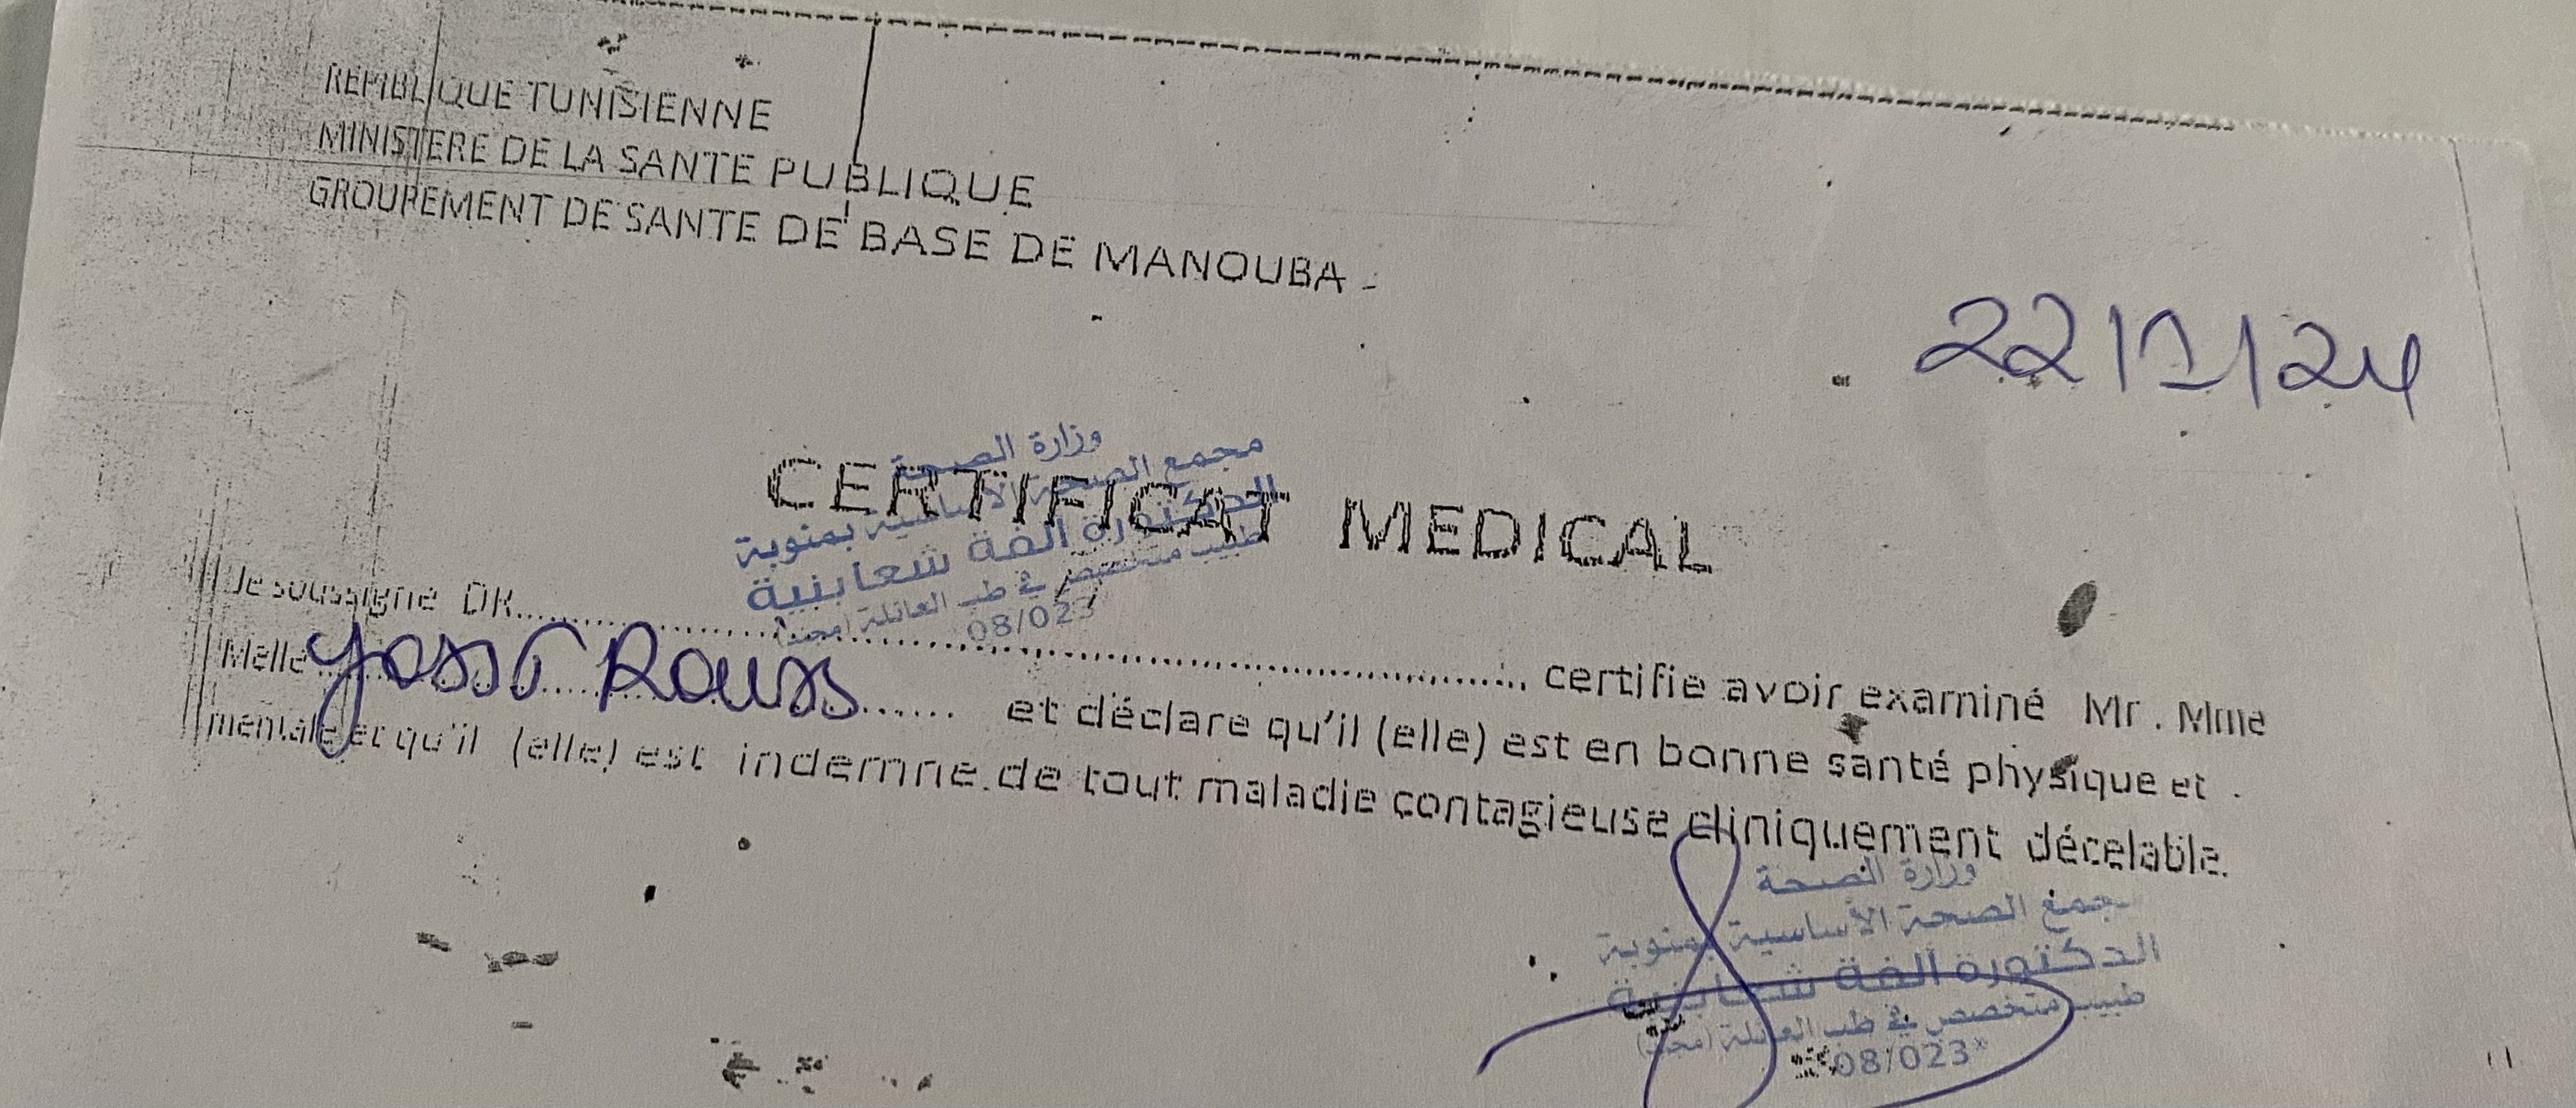 REPUBLIQUE TUNISIENNE
MINISTERE DE LA SANTE PUBLIQUE
GROUPEMENT DE SANTE DE BASE DE MANOUBA -
22/1/24
CERTIFICAT MEDICAL
وزارة الصحة
مجمع الصحة الأساسية بمنوبة
الدكتورة ألفة شعابنية
طبيب متخصص في طب العائلة
08/023
Je soussigne DR.................... certifie avoir examiné Mr . Mme
Melle ........... et déclare qu'il (elle) est en bonne santé physique et
mentale et qu'il (elle) est indemne de tout maladie contagieuse cliniquement décelable.
وزارة الصحة
مجمع الصحة الأساسية بمنوبة
الدكتورة ألفة شعابنية
طبيب متخصص في طب العائلة
08/023